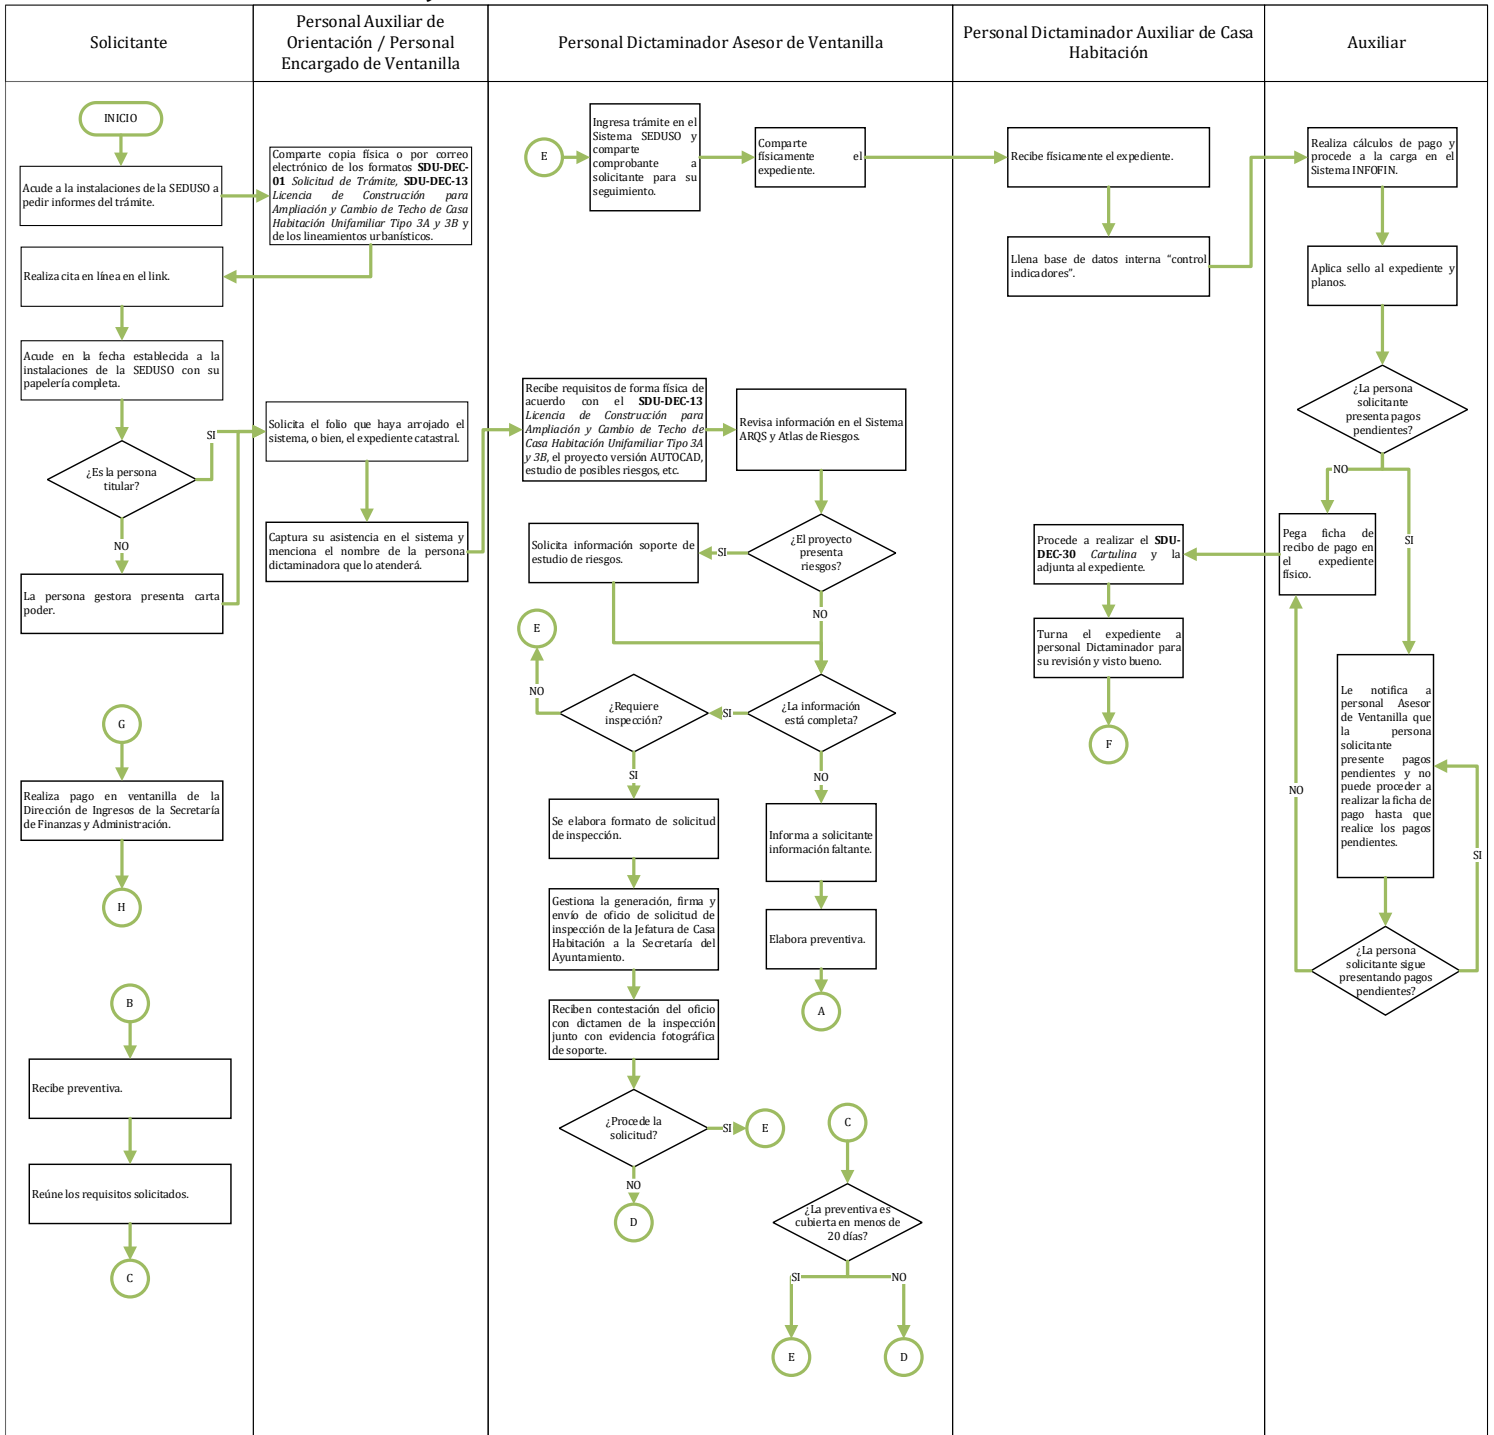 Solicitante
Personal Auxiliar de
Orientación / Personal
Encargado de Ventanilla
Personal Dictaminador Asesor de Ventanilla
Personal Dictaminador Auxiliar de Casa
Habitación
Auxiliar
INICIO
Acude a la instalaciones de la SEDUSO a
pedir informes del trámite.
Realiza cita en línea en el link.
Acude en la fecha establecida a la
instalaciones de la SEDUSO con su
papelería completa.
¿Es la persona
titular?
SI
NO
La persona gestora presenta carta
poder.
G
Realiza pago en ventanilla de la
Dirección de Ingresos de la Secretaría
de Finanzas y Administración.
H
B
Recibe preventiva.
Reúne los requisitos solicitados.
C
Comparte copia física o por correo
electrónico de los formatos SDU-DEC-
01 Solicitud de Trámite, SDU-DEC-13
Licencia de Construcción para
Ampliación y Cambio de Techo de Casa
Habitación Unifamiliar Tipo 3A y 3B y
de los lineamientos urbanísticos.
Solicita el folio que haya arrojado el
sistema, o bien, el expediente catastral.
Captura su asistencia en el sistema y
menciona el nombre de la persona
dictaminadora que lo atenderá.
E
Ingresa trámite en el
Sistema SEDUSO y
comparte
comprobante a
solicitante para su
seguimiento.
Comparte
físicamente el
expediente.
Recibe requisitos de forma física de
acuerdo con el SDU-DEC-13
Licencia de Construcción para
Ampliación y Cambio de Techo de
Casa Habitación Unifamiliar Tipo 3A
y 3B, el proyecto versión AUTOCAD,
estudio de posibles riesgos, etc.
Revisa información en el Sistema
ARQS y Atlas de Riesgos.
¿El proyecto
presenta
riesgos?
SI
NO
Solicita información soporte de
estudio de riesgos.
E
NO
¿Requiere
inspección?
SI
¿La información
está completa?
SI
NO
Se elabora formato de solicitud
de inspección.
Informa a solicitante
información faltante.
Gestiona la generación, firma y
envío de oficio de solicitud de
inspección de la Jefatura de Casa
Habitación a la Secretaría del
Ayuntamiento.
Elabora preventiva.
A
Reciben contestación del oficio
con dictamen de la inspección
junto con evidencia fotográfica
de soporte.
¿Procede la
solicitud?
SI
E
NO
D
C
¿La preventiva es
cubierta en menos de
20 días?
SI
NO
E
D
Recibe físicamente el expediente.
Llena base de datos interna “control
indicadores”.
Procede a realizar el SDU-
DEC-30 Cartulina y la
adjunta al expediente.
Turna el expediente a
personal Dictaminador para
su revisión y visto bueno.
F
Realiza cálculos de pago y
procede a la carga en el
Sistema INFOFIN.
Aplica sello al expediente y
planos.
¿La persona
solicitante
presenta pagos
pendientes?
NO
SI
Pega ficha de
recibo de pago en
el expediente
físico.
Le notifica a
personal Asesor
de Ventanilla que
la persona
solicitante
presente pagos
pendientes y no
puede proceder a
realizar la ficha de
pago hasta que
realice los pagos
pendientes.
NO
SI
¿La persona
solicitante sigue
presentando pagos
pendientes?